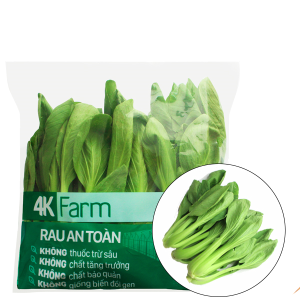 4K Farm
RAU AN TOÀN
KHÔNG thuốc trừ sâu
KHÔNG chất tăng trưởng
KHÔNG chất bảo quản
KHÔNG giống biến đổi gen